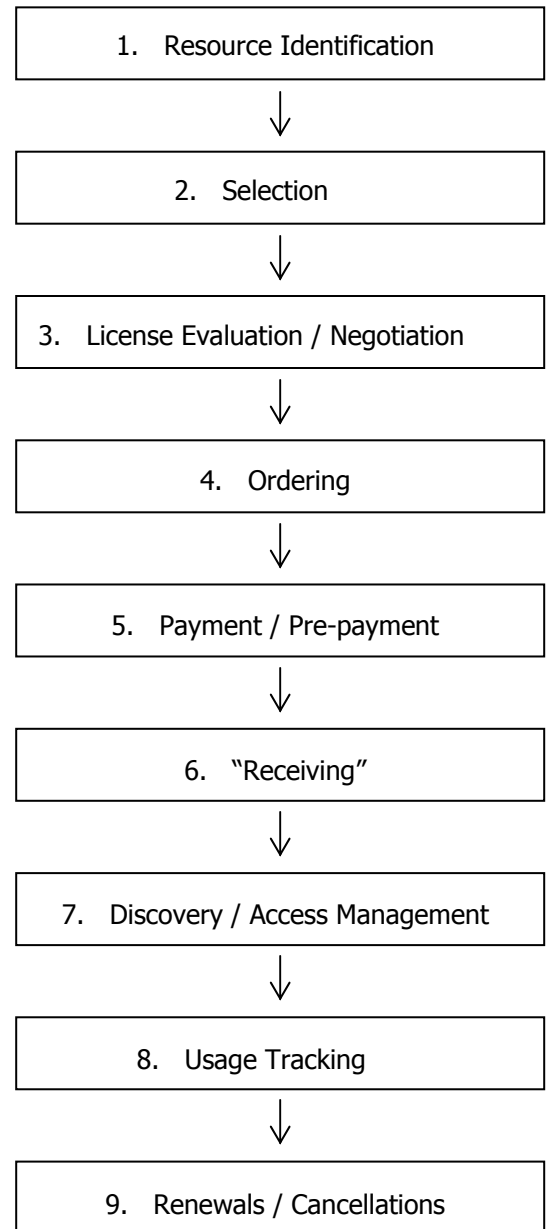 1. Resource Identification
2. Selection
3. License Evaluation / Negotiation
4. Ordering
5. Payment / Pre-payment
6. “Receiving”
7. Discovery / Access Management
8. Usage Tracking
9. Renewals / Cancellations